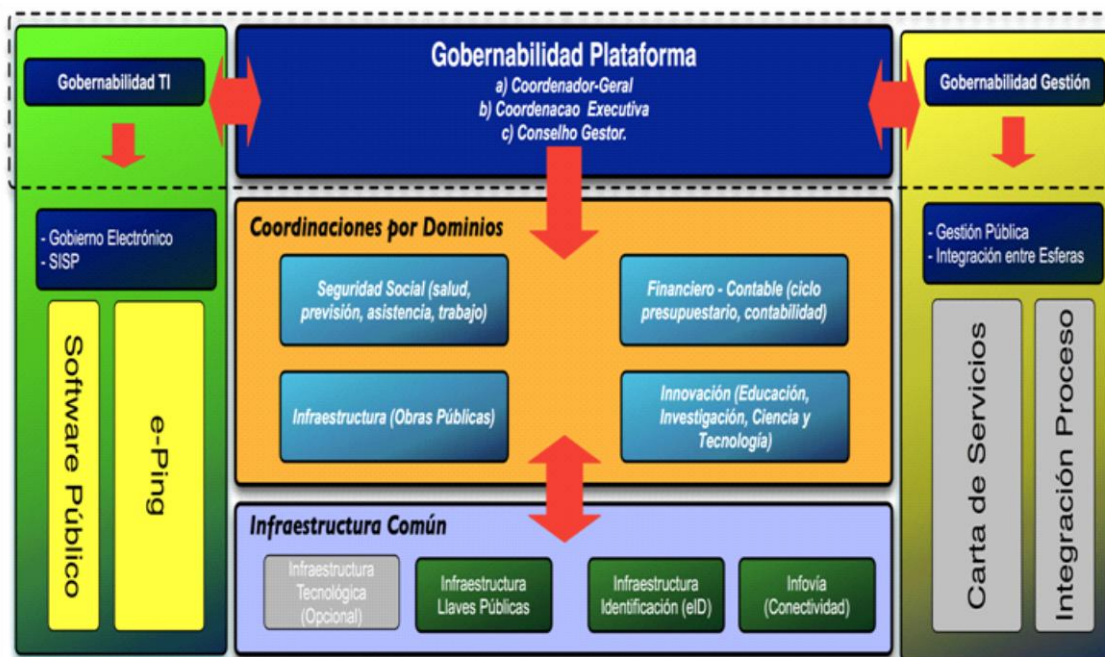 Gobernabilidad TI
- Gobierno Electrónico
- SISP
Software Público
e-Ping
Gobernabilidad Plataforma
a) Coordenador-Geral
b) Coordenacao Executiva
c) Conselho Gestor.
Coordinaciones por Dominios
Seguridad Social (salud,
previsión, asistencia, trabajo)
Financiero - Contable (ciclo
presupuestario, contabilidad)
Infraestructura (Obras Públicas)
Innovación (Educación,
Investigación, Ciencia y
Tecnología)
Infraestructura Común
Infraestructura
Tecnológica
(Opcional)
Infraestructura
Llaves Públicas
Infraestructura
Identificación (eID)
Infovía
(Conectividad)
Gobernabilidad Gestión
- Gestión Pública
- Integración entre Esferas
Carta de Servicios
Integración Proceso